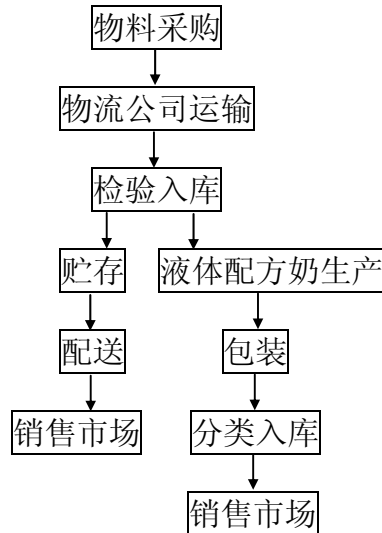 物料采购
物流公司运输
检验入库
贮存
液体配方奶生产
配送
包装
销售市场
分类入库
销售市场